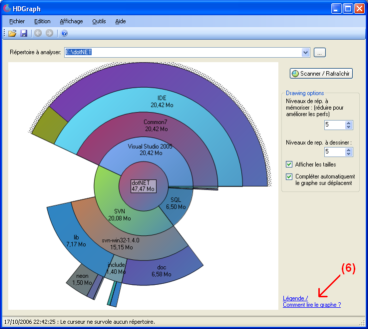 HDGraph
Fichier Edition Affichage Outils Aide
Répertoire à analyser: E:\dotNET
...
Scanner / Rafraîchir
Drawing options
Niveaux de rép. à
mémoriser : (réduire pour
améliorer les perfs)
5
Niveaux de rép. à dessiner :
5
Afficher les tailles
Compléter automatiquement
le graphe sur déplacent
IDE
20,42 Mo
Common7
20,42 Mo
Visual Studio 2005
20,42 Mo
dotNET
47,47 Mo
SQL
6,50 Mo
SVN
20,08 Mo
svn-win32-1.4.0
15,15 Mo
lib
7,17 Mo
include
1,40 Mo
doc
6,58 Mo
neon
1,50 Mo
(6)
Légende /
Comment lire le graphe ?
17/10/2006 22:42:25 : Le curseur ne survole aucun répertoire.